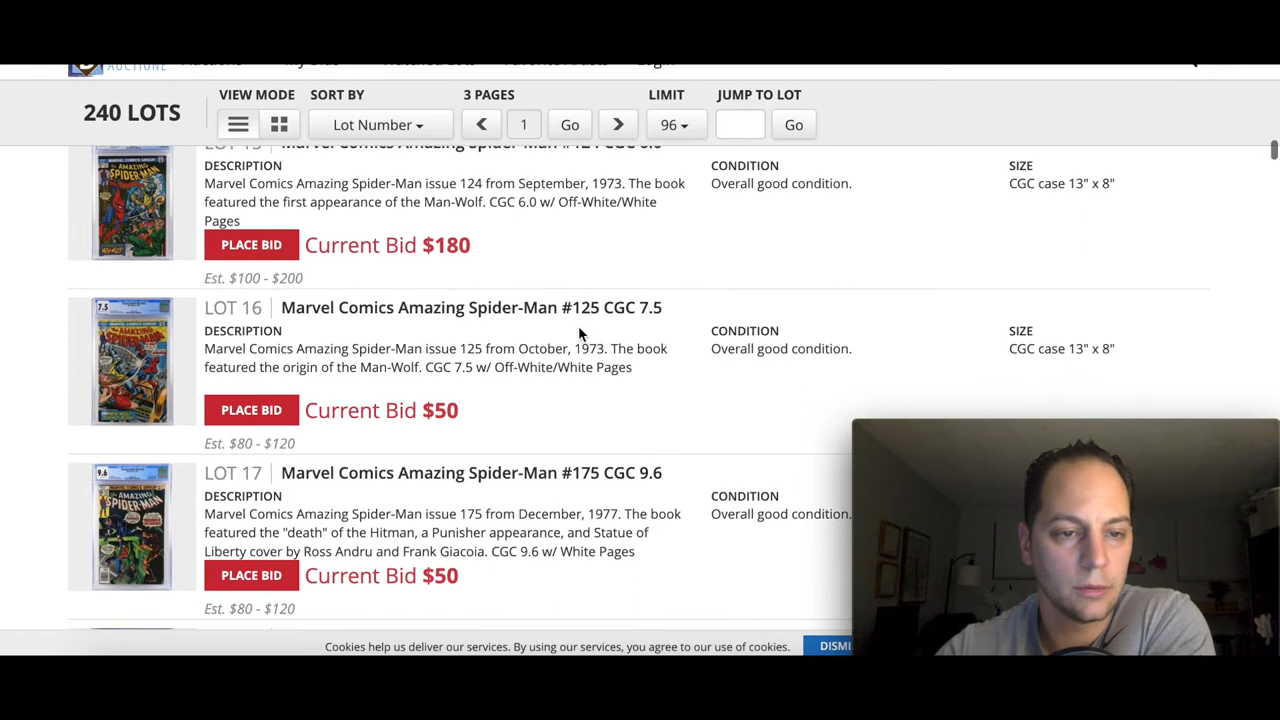 240 LOTS
VIEW MODE
SORT BY
3 PAGES
LIMIT
JUMP TO LOT
Lot Number
1
Go
96
Go
DESCRIPTION
Marvel Comics Amazing Spider-Man issue 124 from September, 1973. The book
featured the first appearance of the Man-Wolf. CGC 6.0 w/ Off-White/White
Pages
CONDITION
Overall good condition.
SIZE
CGC case 13" x 8"
PLACE BID Current Bid $180
Est. $100 - $200
7.5
LOT 16 Marvel Comics Amazing Spider-Man #125 CGC 7.5
DESCRIPTION
Marvel Comics Amazing Spider-Man issue 125 from October, 1973. The book
featured the origin of the Man-Wolf. CGC 7.5 w/ Off-White/White Pages
CONDITION
Overall good condition.
SIZE
CGC case 13" x 8"
PLACE BID Current Bid $50
Est. $80 - $120
9.6
LOT 17 Marvel Comics Amazing Spider-Man #175 CGC 9.6
DESCRIPTION
Marvel Comics Amazing Spider-Man issue 175 from December, 1977. The book
featured the "death" of the Hitman, a Punisher appearance, and Statue of
Liberty cover by Ross Andru and Frank Giacoia. CGC 9.6 w/ White Pages
CONDITION
Overall good condition.
PLACE BID Current Bid $50
Est. $80 - $120
Cookies help us deliver our services. By using our services, you agree to our use of cookies.
DISMI